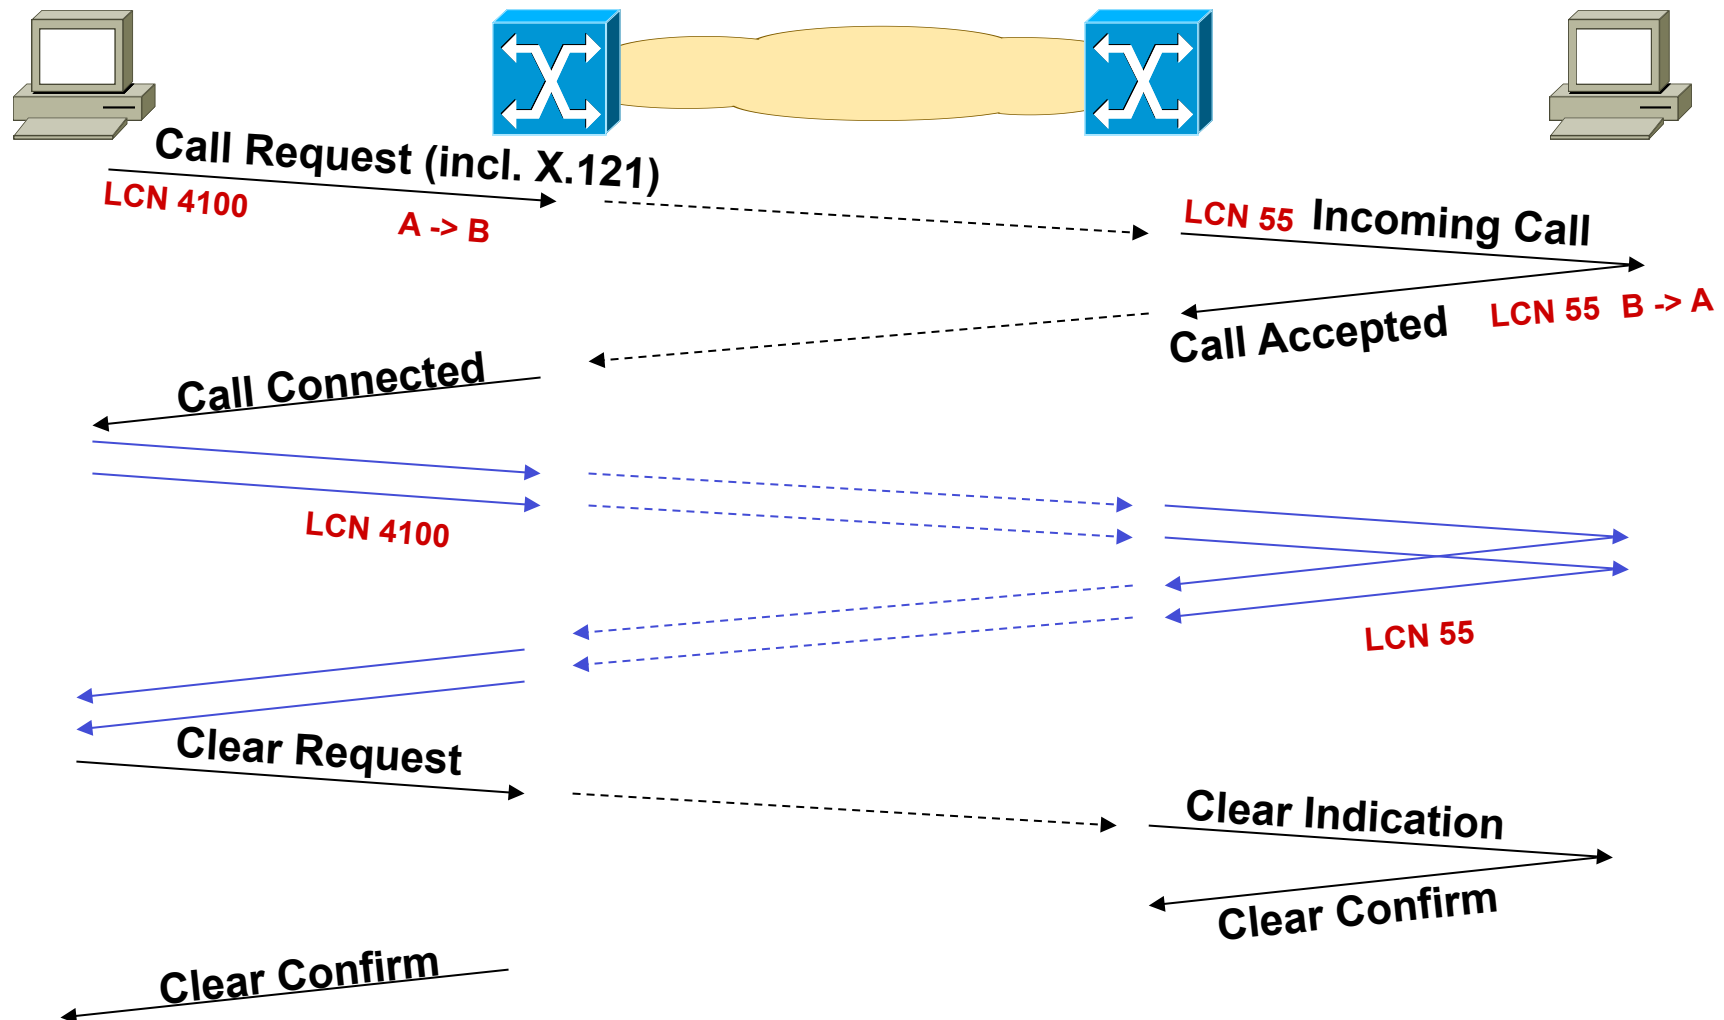 Call Request (incl. X.121)
LCN 4100
A -> B
LCN 55
Incoming Call
LCN 55
B -> A
Call Accepted
Call Connected
LCN 4100
LCN 55
Clear Request
Clear Indication
Clear Confirm
Clear Confirm